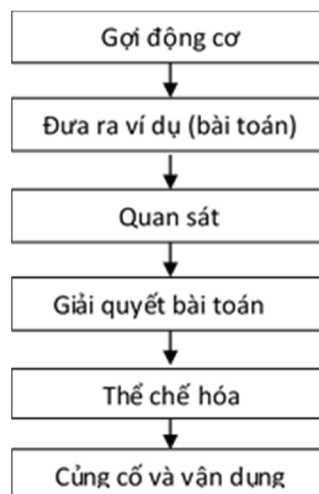 Gợi động cơ
Đưa ra ví dụ (bài toán)
Quan sát
Giải quyết bài toán
Thể chế hóa
Củng cố và vận dụng